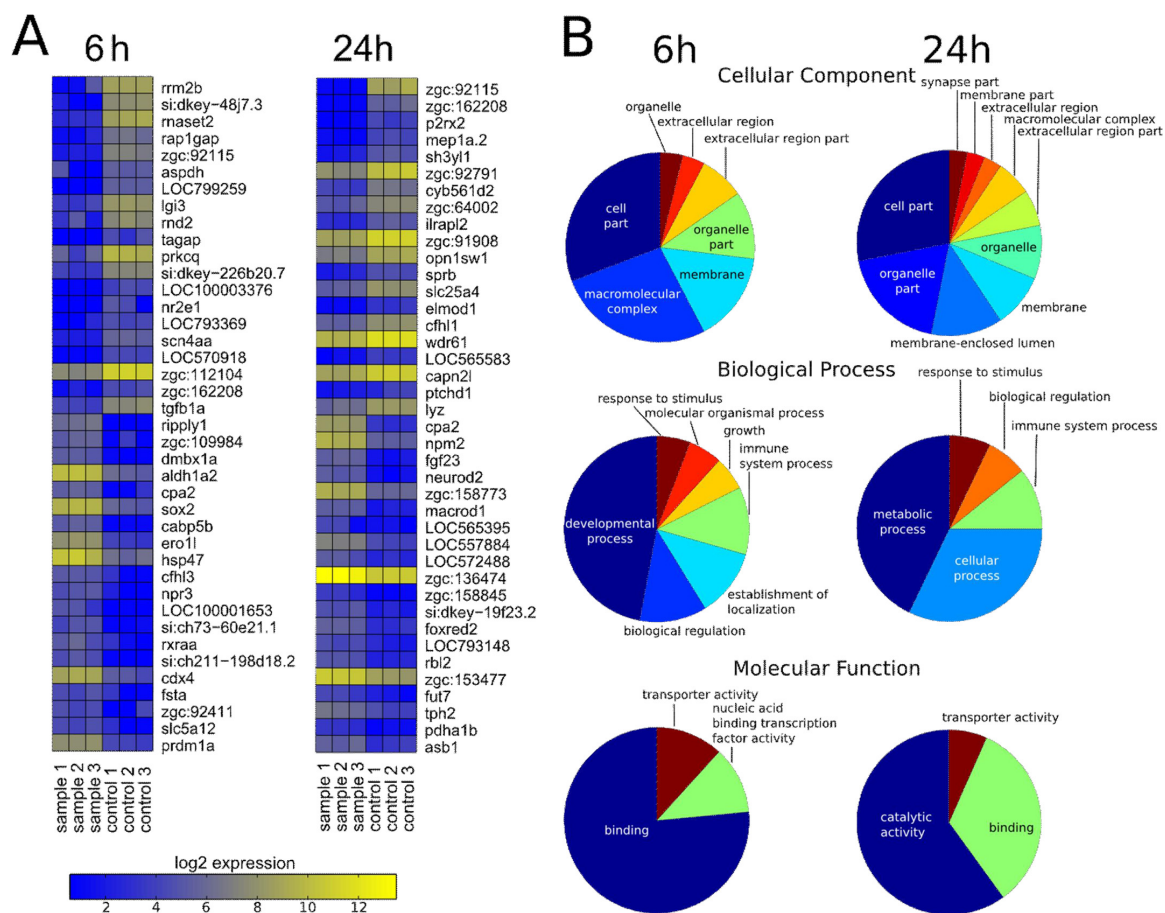 A
6h
24h
rrm2b
si:dkey-48j7.3
rnaset2
rap1gap
zgc:92115
aspdh
LOC799259
lgi3
rnd2
tagap
prkcq
si:dkey-226b20.7
LOC100003376
nr2e1
LOC793369
scn4aa
LOC570918
zgc:112104
zgc:162208
tgfb1a
ripply1
zgc:109984
dmbx1a
aldh1a2
cpa2
sox2
cabp5b
ero1l
hsp47
cfhl3
npr3
LOC100001653
si:ch73-60e21.1
rxraa
si:ch211-198d18.2
cdx4
fsta
zgc:92411
slc5a12
prdm1a
zgc:92115
zgc:162208
p2rx2
mep1a.2
sh3yl1
zgc:92791
cyb561d2
zgc:64002
ilrapl2
zgc:91908
opn1sw1
sprb
slc25a4
elmod1
cfhl1
wdr61
LOC565583
capn2l
ptchd1
lyz
cpa2
npm2
fgf23
neurod2
zgc:158773
macrod1
LOC565395
LOC557884
LOC572488
zgc:136474
zgc:158845
si:dkey-19f23.2
foxred2
LOC793148
rbl2
zgc:153477
fut7
tph2
pdha1b
asb1
sample 1
sample 2
sample 3
control 1
control 2
control 3
sample 1
sample 2
sample 3
control 1
control 2
control 3
log2 expression
2 4 6 8 10 12
B
6h
24h
Cellular Component
organelle
extracellular region
extracellular region part
cell
part
organelle
part
membrane
macromolecular
complex
synapse part
membrane part
extracellular region
macromolecular complex
extracellular region part
cell part
organelle
organelle
part
membrane
membrane-enclosed lumen
Biological Process
response to stimulus
molecular organismal process
growth
immune
system process
developmental
process
establishment of
localization
biological regulation
response to stimulus
biological regulation
immune system process
metabolic
process
cellular
process
Molecular Function
transporter activity
nucleic acid
binding transcription
factor activity
binding
transporter activity
catalytic
activity
binding